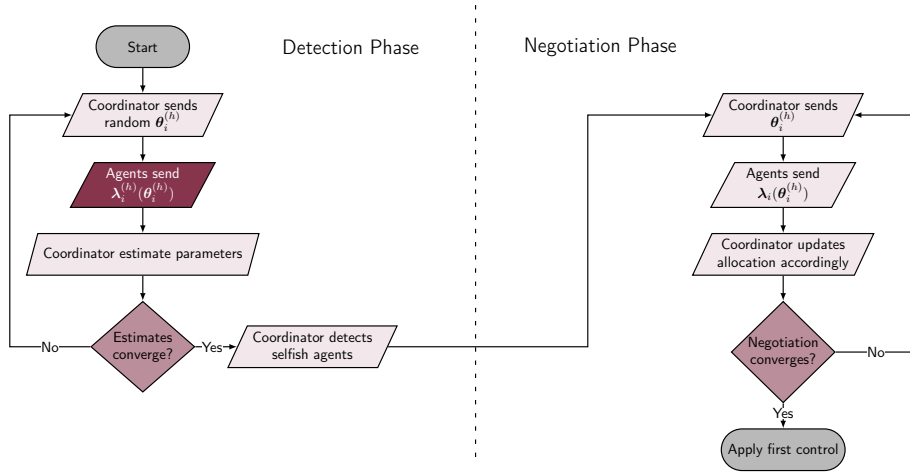 Detection Phase
Negotiation Phase
Start
Coordinator sends
random θ_i^{(h)}
Agents send
λ_i^{(h)}(θ_i^{(h)})
Coordinator estimate parameters
Estimates
converge?
No
Yes
Coordinator detects
selfish agents
Coordinator sends
θ_i^{(h)}
Agents send
λ_i(θ_i^{(h)})
Coordinator updates
allocation accordingly
Negotiation
converges?
No
Yes
Apply first control